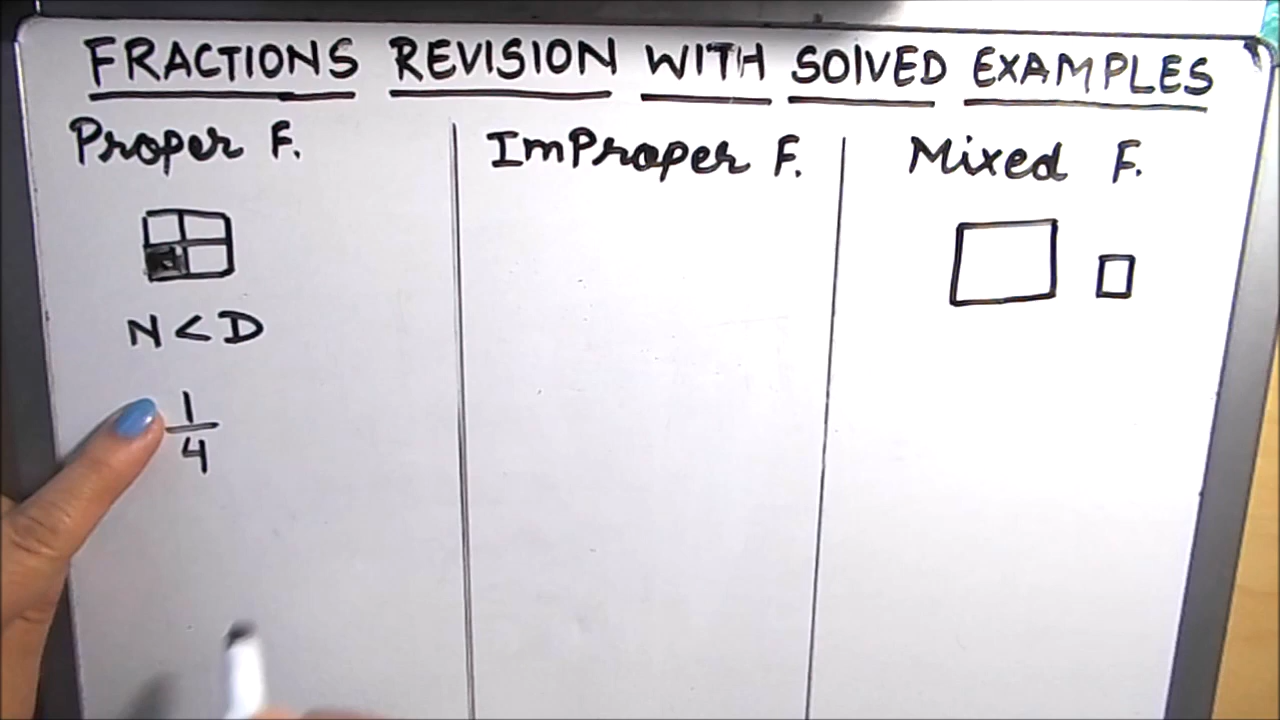 FRACTIONS REVISION WITH SOLVED EXAMPLES
Proper F.
ImProper F.
Mixed F.
N < D
1
4